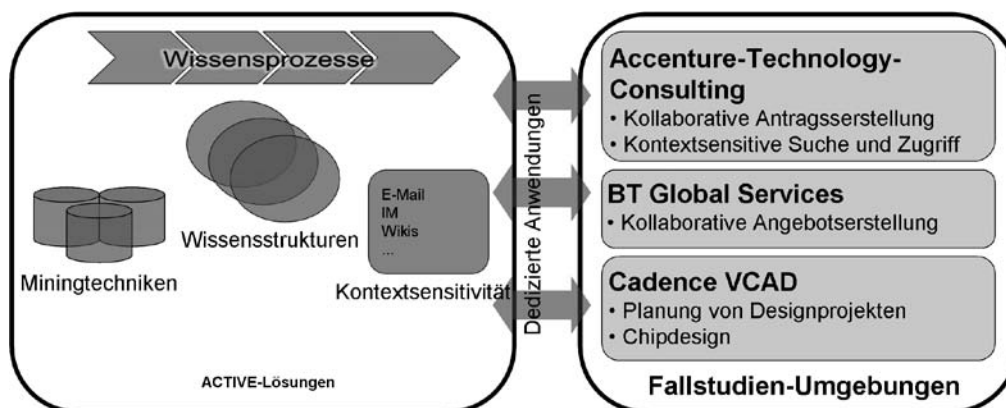 Wissensprozesse
Miningtechniken
Wissensstrukturen
E-Mail
IM
Wikis
...
Kontextsensitivität
ACTIVE-Lösungen
Dedizierte Anwendungen
Accenture-Technology-
Consulting
• Kollaborative Antragsserstellung
• Kontextsensitive Suche und Zugriff
BT Global Services
• Kollaborative Angebotserstellung
Cadence VCAD
• Planung von Designprojekten
• Chipdesign
Fallstudien-Umgebungen